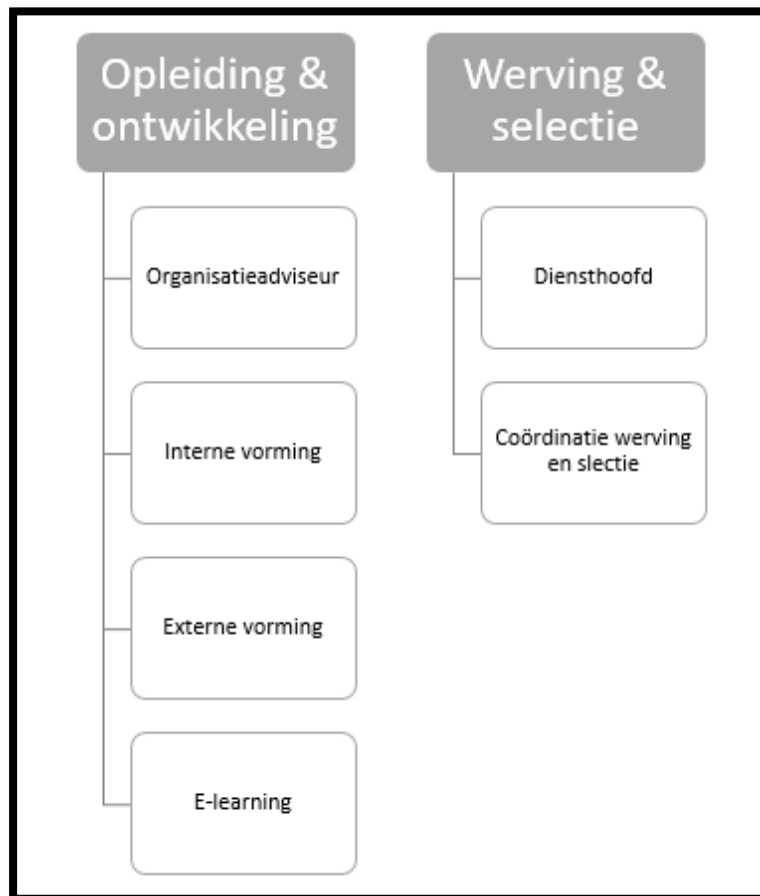 Opleiding &
ontwikkeling
Organisatieadviseur
Interne vorming
Externe vorming
E-learning
Werving &
selectie
Diensthoofd
Coördinatie werving
en slectie